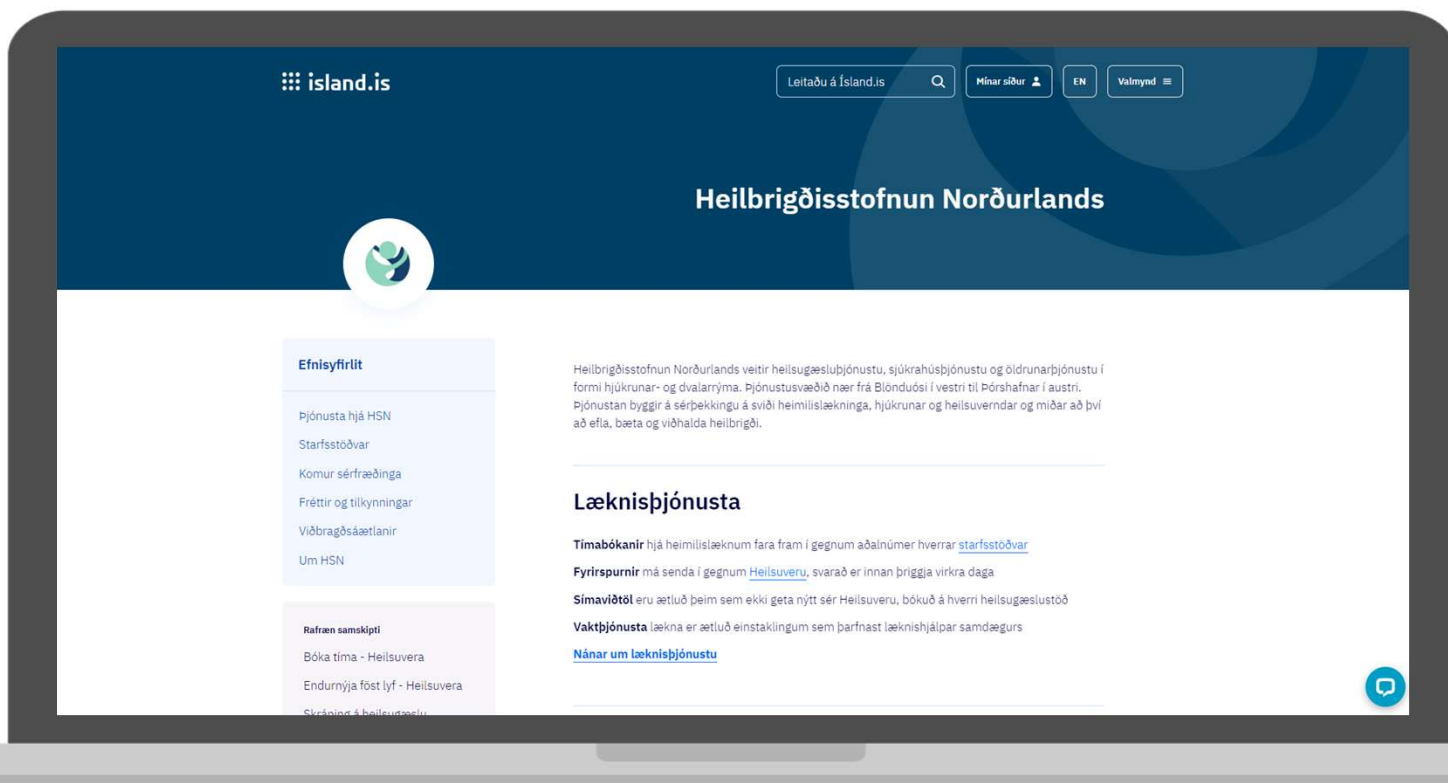 island.is
Leitaðu á Ísland.is
Mínar síður
EN
Valmynd
Heilbrigðisstofnun Norðurlands
Efnisyfirlit
Þjónusta hjá HSN
Starfsstöðvar
Komur sérfræðinga
Fréttir og tilkynningar
Viðbragðsáætlanir
Um HSN
Rafræn samskipti
Bóka tíma - Heilsuvera
Endurnýja föst lyf - Heilsuvera
Skráning á heilsugæslu
Heilbrigðisstofnun Norðurlands veitir heilsugæsluþjónustu, sjúkrahúsþjónustu og öldrunarþjónustu í
formi hjúkrunar- og dvalarrýma. Þjónustusvæðið nær frá Blönduósi í vestri til Þórshafnar í austri.
Þjónustan byggir á sérþekkingu á sviði heimilislækninga, hjúkrunar og heilsuverndar og miðar að því
að efla, bæta og viðhalda heilbrigði.
Læknisþjónusta
Tímabókanir hjá heimilislæknum fara fram í gegnum aðalnúmer hverrar starfsstöðvar
Fyrirspurnir má senda í gegnum Heilsuveru, svarað er innan þriggja virkra daga
Símaviðtöl eru ætluð þeim sem ekki geta nýtt sér Heilsuveru, bókuð á hverri heilsugæslustöð
Vaktþjónusta lækna er ætluð einstaklingum sem þarfnast læknishjálpar samdægurs
Nánar um læknisþjónustu